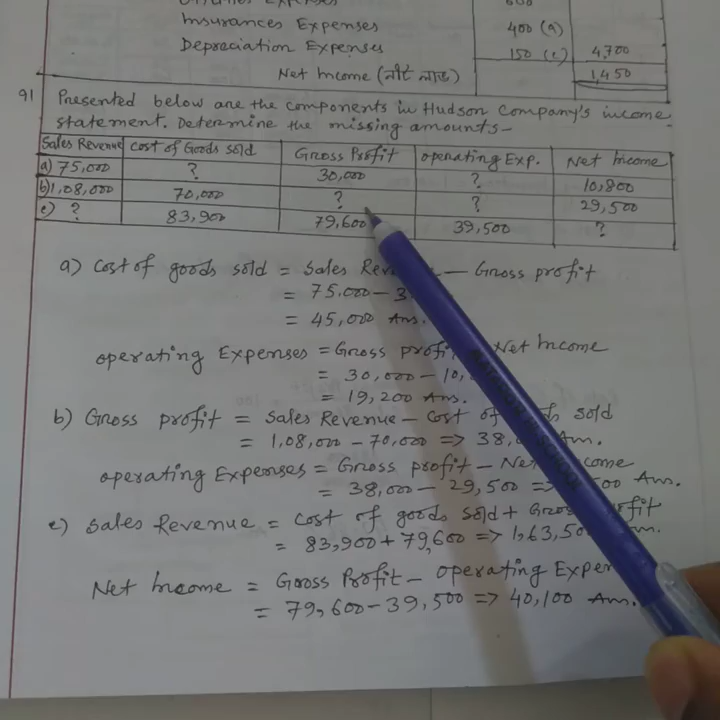 Insurances Expenses 400 (a)
Depreciation Expenses 150 (c) 4,700
Net Income (नीट लाभ) 1,450
91 Presented below are the components in Hudson Company's income
statement. Determine the missing amounts-
Sales Revenue Cost of Goods sold Gross Profit operating Exp. Net Income
a) 75,000 ? 30,000 ? 10,800
b) 1,08,000 70,000 ? ? 29,500
c) ? 83,900 79,600 39,500 ?
a) Cost of goods sold = Sales Rev — Gross profit
= 75.000 - 3
= 45,000 Ans.
operating Expenses = Gross profi Net Income
= 30,000 - 10,
= 19,200 Ans.
b) Gross profit = Sales Revenue - Cost of sold
= 1,08,000 - 70,000 => 38, Ans.
operating Expenses = Gross profit - Ne come
= 38,000 - 29,500 => 500 Ans.
c) Sales Revenue = Cost of goods sold + Gros fit
= 83,900 + 79,600 => 1,63,50
Net Income = Gross Profit - operating Expen
= 79,600 - 39,500 => 40,100 Ans.